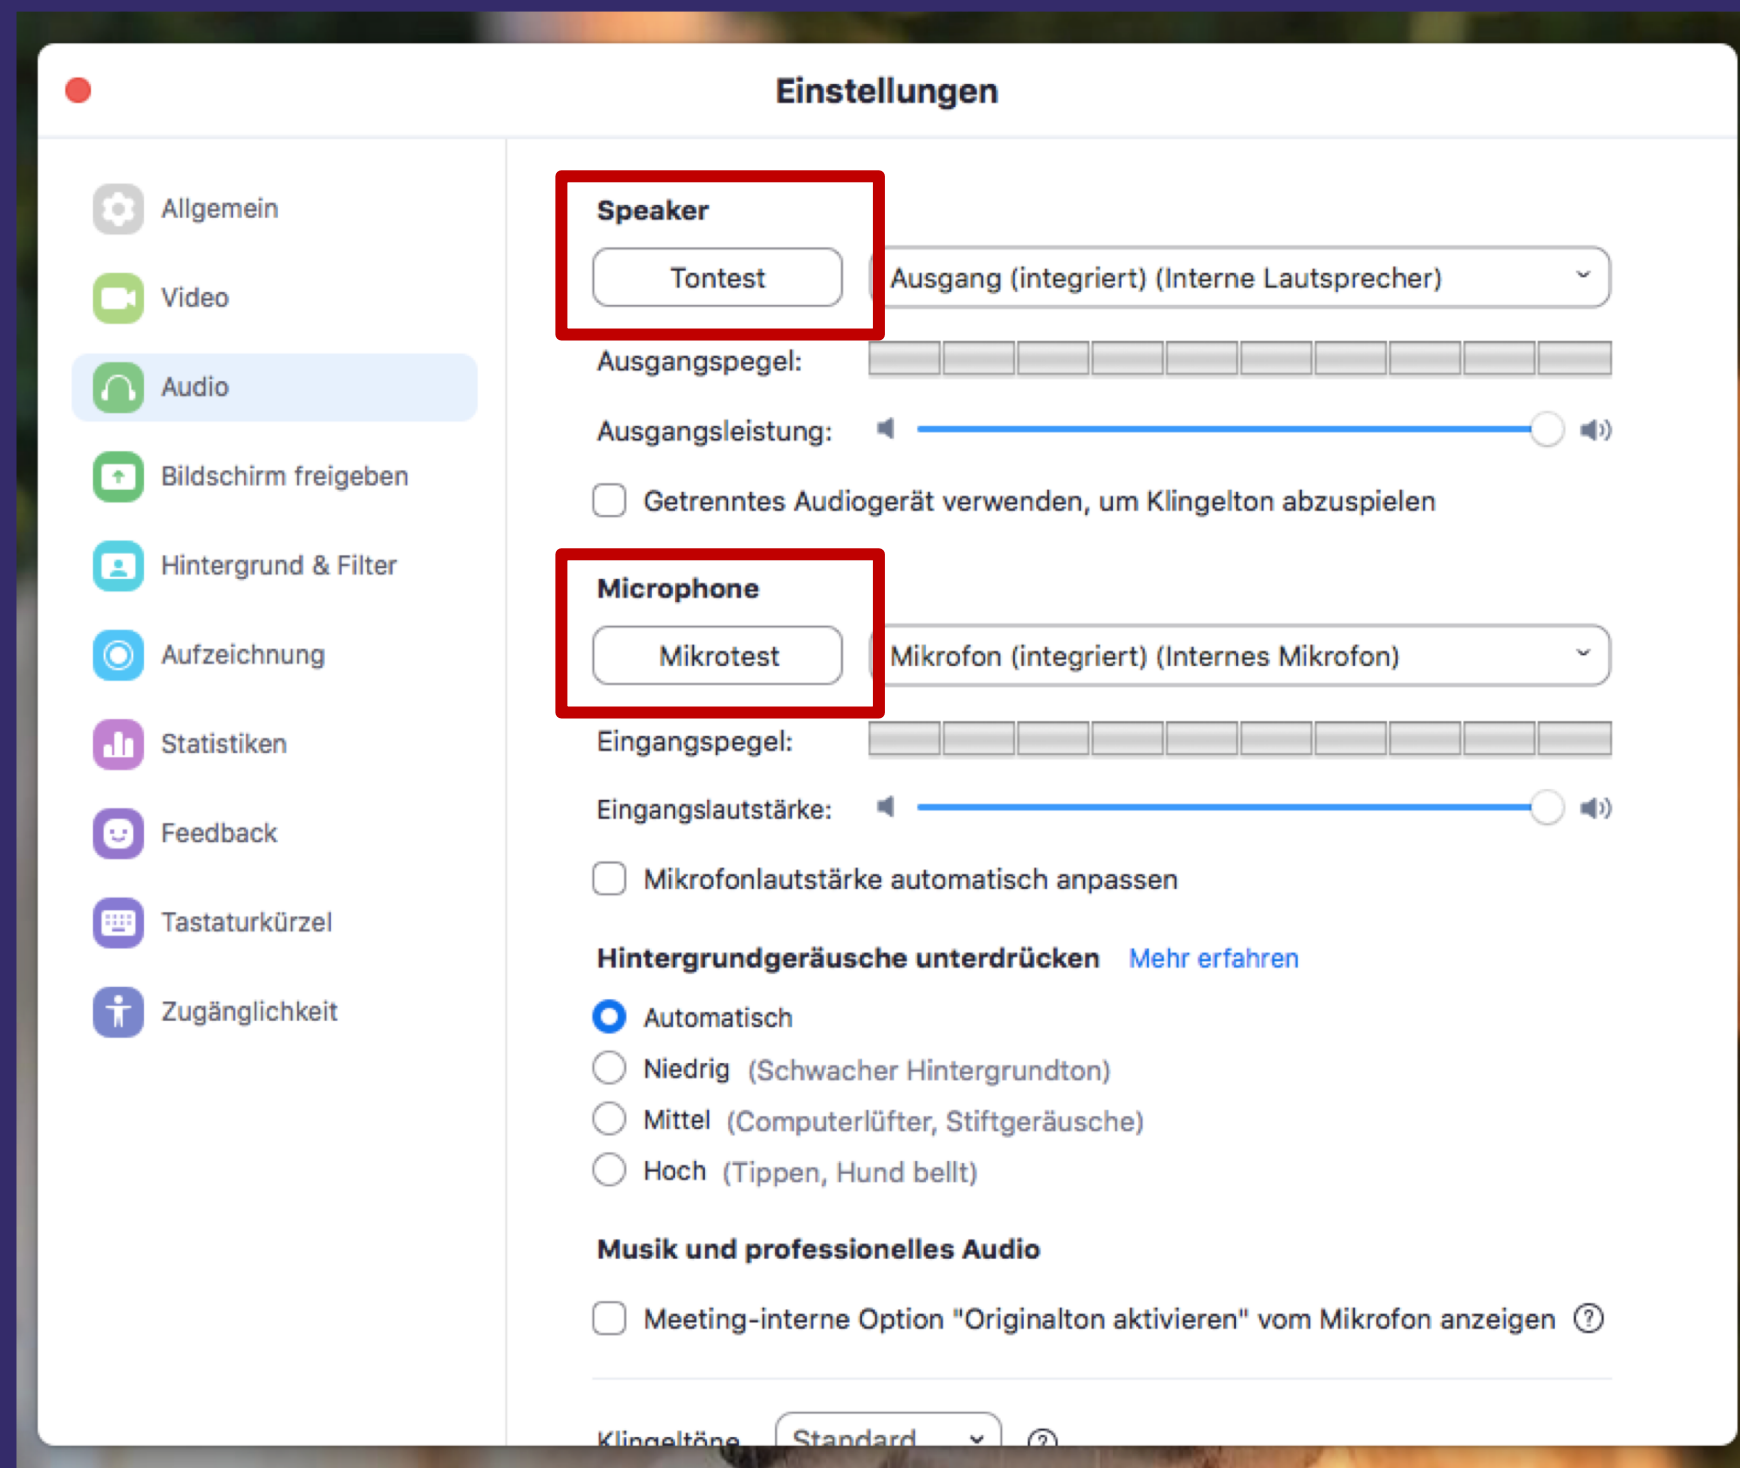 Einstellungen
Allgemein
Video
Audio
Bildschirm freigeben
Hintergrund & Filter
Aufzeichnung
Statistiken
Feedback
Tastaturkürzel
Zugänglichkeit
Speaker
Tontest
Ausgang (integriert) (Interne Lautsprecher)
Ausgangspegel:
Ausgangsleistung:
Getrenntes Audiogerät verwenden, um Klingelton abzuspielen
Microphone
Mikrotest
Mikrofon (integriert) (Internes Mikrofon)
Eingangspegel:
Eingangslautstärke:
Mikrofonlautstärke automatisch anpassen
Hintergrundgeräusche unterdrücken Mehr erfahren
Automatisch
Niedrig (Schwacher Hintergrundton)
Mittel (Computerlüfter, Stiftgeräusche)
Hoch (Tippen, Hund bellt)
Musik und professionelles Audio
Meeting-interne Option "Originalton aktivieren" vom Mikrofon anzeigen ?
Klingeltöne Standard ?